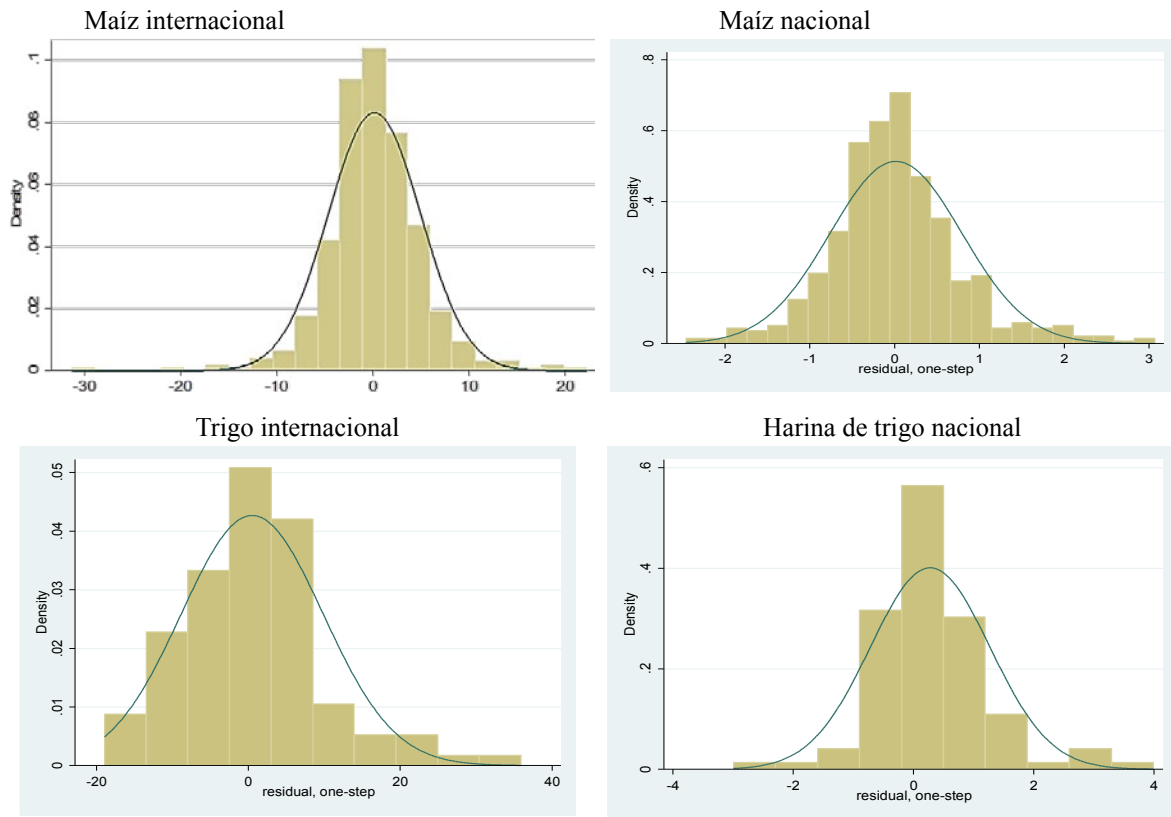 Maíz internacional
Density
.1
.08
.06
.04
.02
0
-30 -20 -10 0 10 20
Maíz nacional
Density
.8
.6
.4
.2
0
-2 -1 0 1 2 3
residual, one-step
Trigo internacional
Density
.05
.04
.03
.02
.01
0
-20 0 20 40
residual, one-step
Harina de trigo nacional
Density
.6
.4
.2
0
-4 -2 0 2 4
residual, one-step